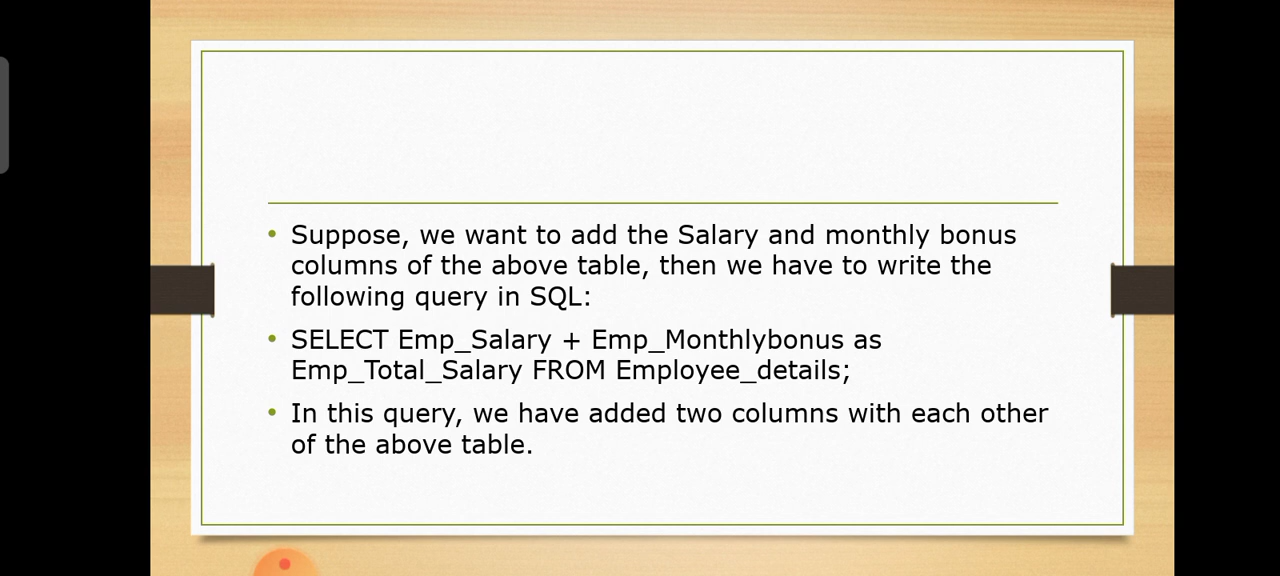 Suppose, we want to add the Salary and monthly bonus
columns of the above table, then we have to write the
following query in SQL:
SELECT Emp_Salary + Emp_Monthlybonus as
Emp_Total_Salary FROM Employee_details;
In this query, we have added two columns with each other
of the above table.